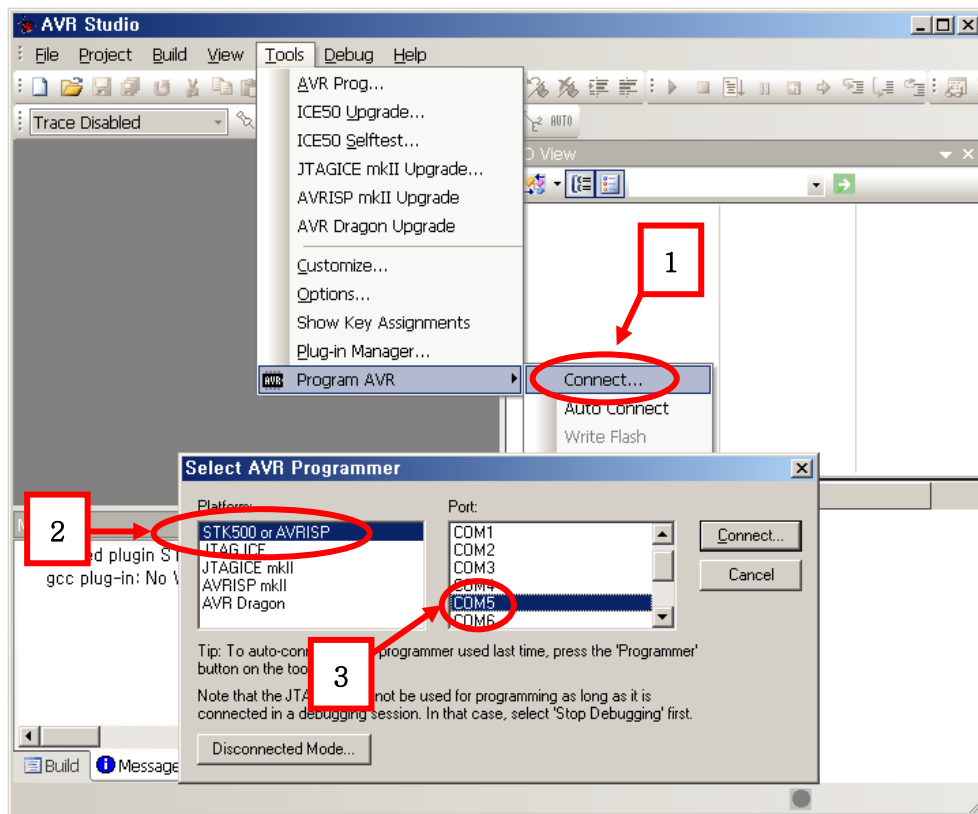 AVR Studio
File Project Build View Tools Debug Help
Trace Disabled
AUTO
AVR Prog...
ICE50 Upgrade...
ICE50 Selftest...
JTAGICE mkII Upgrade...
AVRISP mkII Upgrade
AVR Dragon Upgrade
Customize...
Options...
Show Key Assignments
Plug-in Manager...
AVR Program AVR
View
1
Connect...
Auto Connect
Write Flash
Select AVR Programmer
Platform:
STK500 or AVRISP
JTAG ICE
JTAGICE mkII
AVRISP mkII
AVR Dragon
Port:
COM1
COM2
COM3
COM4
COM5
COM6
Connect...
Cancel
2
3
Tip: To auto-con programmer used last time, press the 'Programmer'
button on the too
Note that the JTA not be used for programming as long as it is
connected in a debugging session. In that case, select 'Stop Debugging' first.
Disconnected Mode...
ed plugin ST
gcc plug-in: No
Build Message